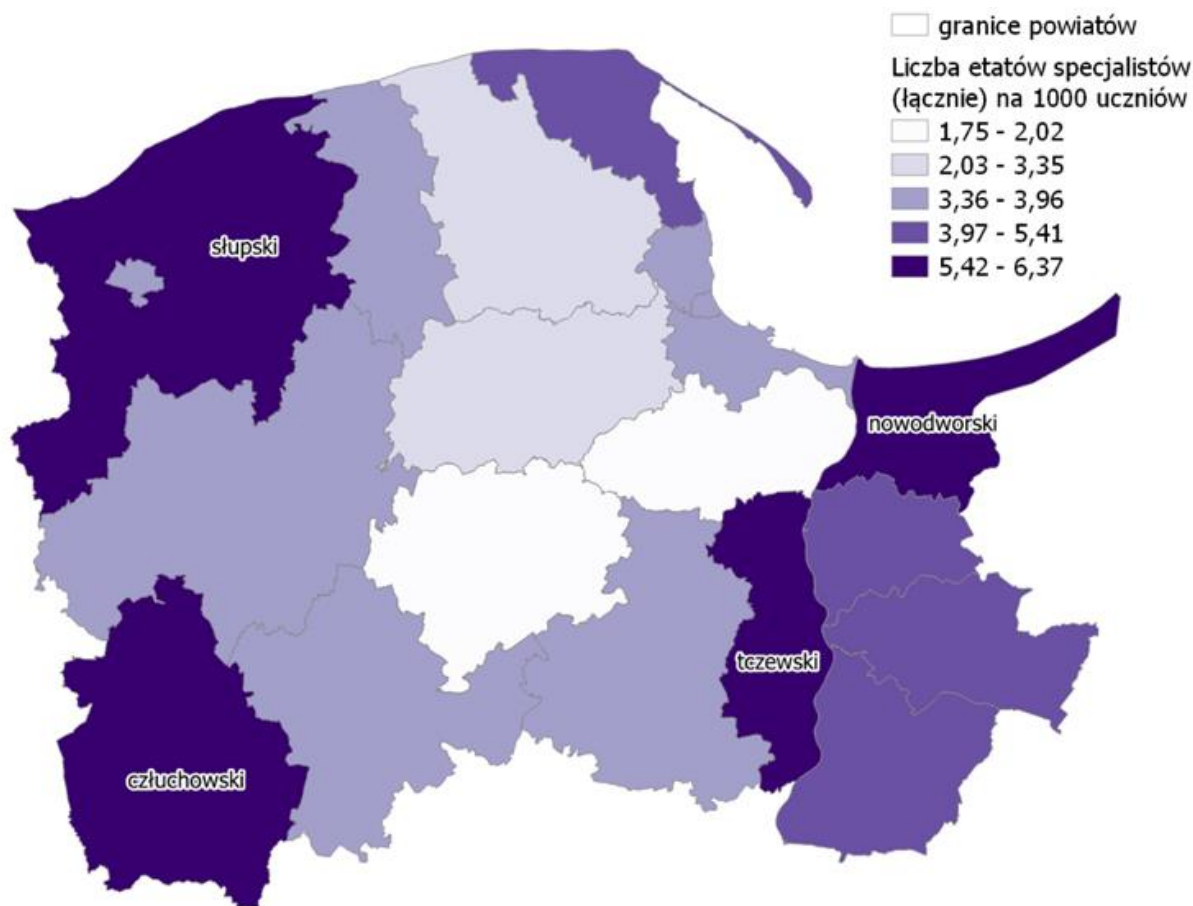 granice powiatów
Liczba etatów specjalistów
(łącznie) na 1000 uczniów
1,75 - 2,02
2,03 - 3,35
3,36 - 3,96
3,97 - 5,41
5,42 - 6,37
słupski
nowodworski
tczewski
człuchowski